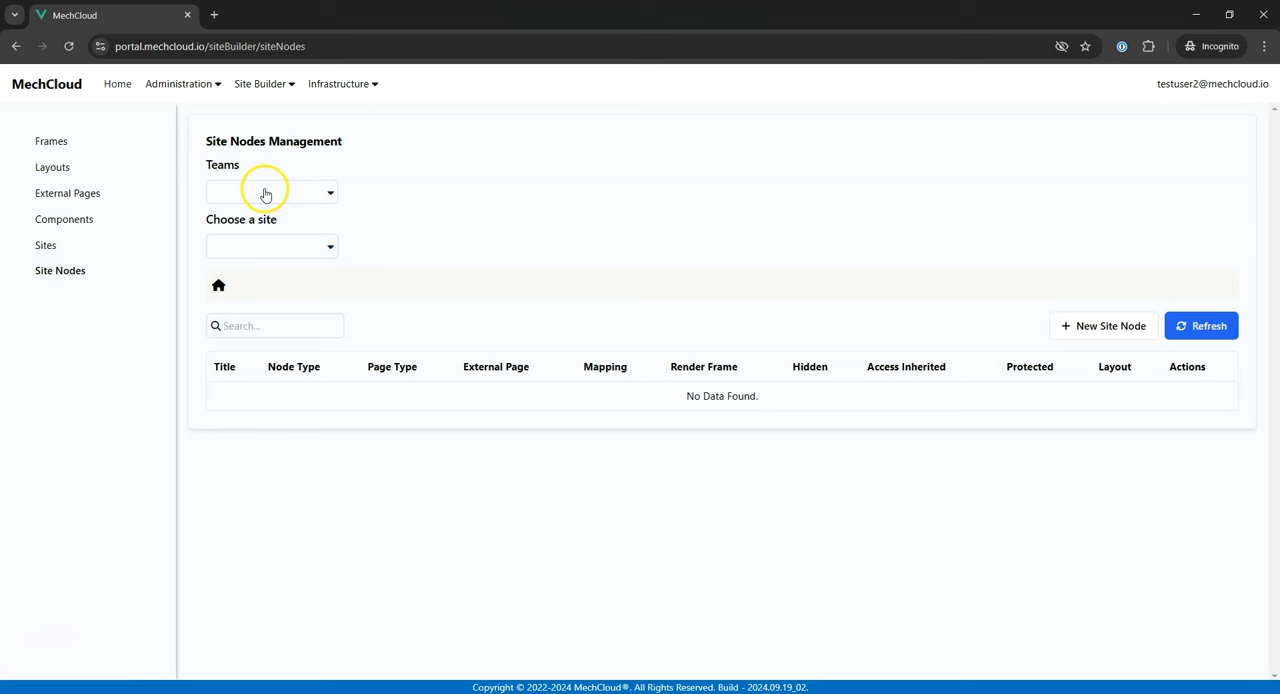 MechCloud
portal.mechcloud.io/siteBuilder/siteNodes
Incognito
MechCloud
Home
Administration
Site Builder
Infrastructure
testuser2@mechcloud.io
Frames
Layouts
External Pages
Components
Sites
Site Nodes
Site Nodes Management
Teams
Choose a site
Search...
+ New Site Node
Refresh
Title Node Type Page Type External Page Mapping Render Frame Hidden Access Inherited Protected Layout Actions
No Data Found.
Copyright © 2022-2024 MechCloud®. All Rights Reserved. Build - 2024.09.19_02.